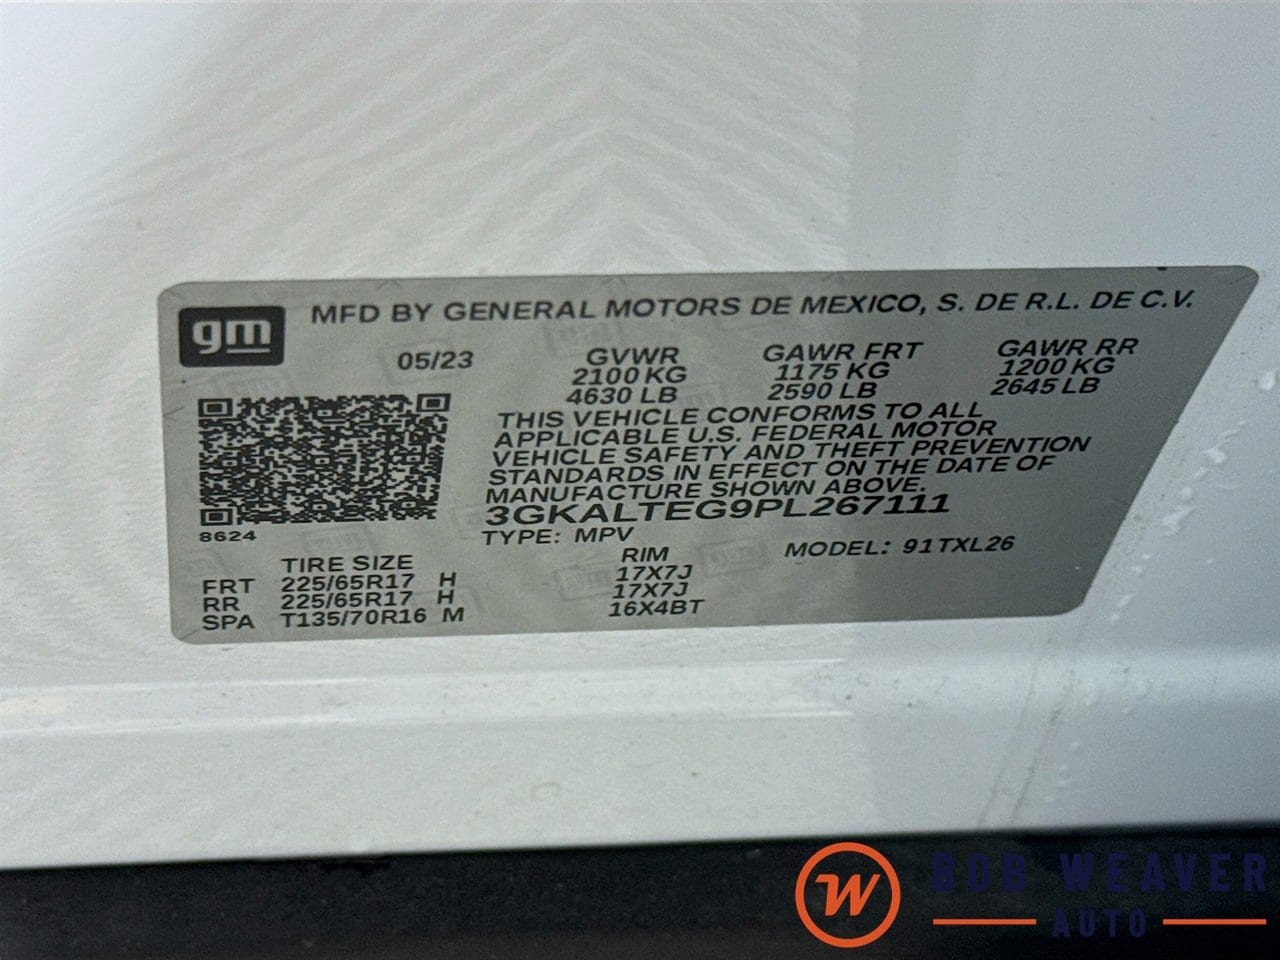 gm
MFD BY GENERAL MOTORS DE MEXICO, S. DE R.L. DE C.V.
05/23
GVWR GAWR FRT GAWR RR
2100 KG 1175 KG 1200 KG
4630 LB 2590 LB 2645 LB
THIS VEHICLE CONFORMS TO ALL
APPLICABLE U.S. FEDERAL MOTOR
VEHICLE SAFETY AND THEFT PREVENTION
STANDARDS IN EFFECT ON THE DATE OF
MANUFACTURE SHOWN ABOVE.
3GKALTEG9PL267111
8624
TYPE: MPV MODEL: 91TXL26
TIRE SIZE RIM
FRT 225/65R17 H 17X7J
RR 225/65R17 H 17X7J
SPA T135/70R16 M 16X4BT
W
BOB WEAVER
AUTO